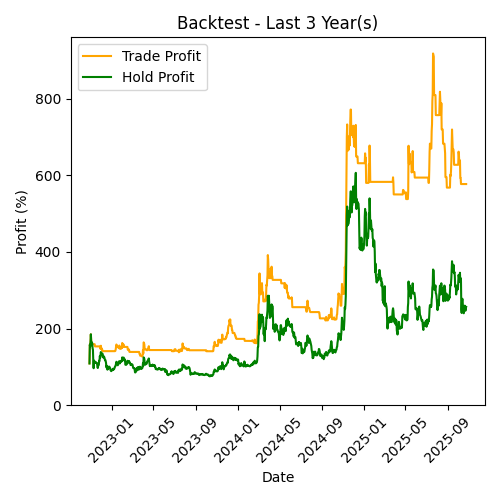 Backtest - Last 3 Year(s)
Trade Profit
Hold Profit
Profit (%)
800
600
400
200
0
2023-01
2023-05
2023-09
2024-01
2024-05
2024-09
2025-01
2025-05
2025-09
Date